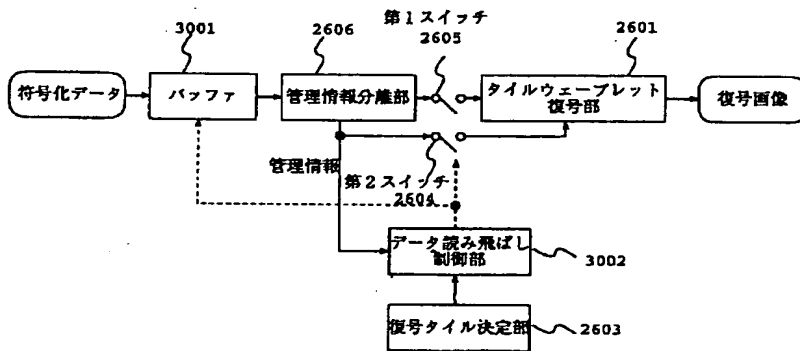 第1スイッチ
3001
2606
2605
2601
符号化データ
バッファ
管理情報分離部
タイルウェーブレット
復号部
復号画像
管理情報
第2スイッチ
2604
データ読み飛ばし
制御部
3002
復号タイル決定部
2603